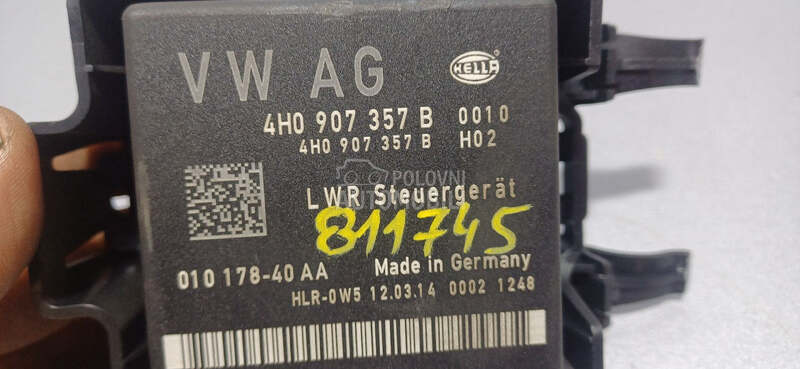 VW AG
HELLA ®
4H0 907 357 B 0010
4H0 907 357 B H02
POLOVNI
LWR Steuergerät
811745
010 178-40 AA Made in Germany
HLR-0W5 12.03.14 0002 1248